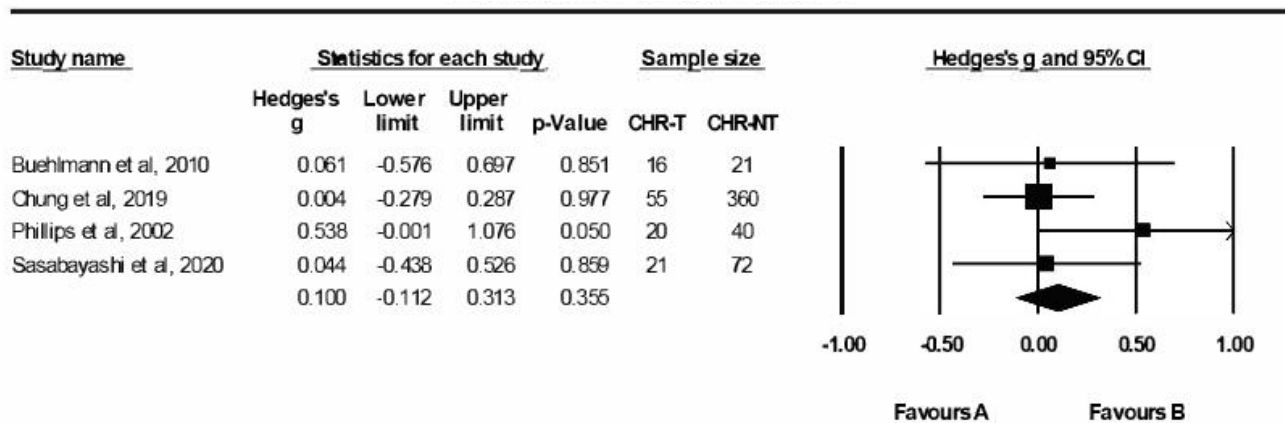 Study name Statistics for each study Sample size Hedges's g and 95% CI
Hedges's g Lower limit Upper limit p-Value CHR-T CHR-NT
Buehlmann et al, 2010 0.061 -0.576 0.697 0.851 16 21
Chung et al, 2019 0.004 -0.279 0.287 0.977 55 360
Phillips et al, 2002 0.538 -0.001 1.076 0.050 20 40
Sasabayashi et al, 2020 0.044 -0.438 0.526 0.859 21 72
0.100 -0.112 0.313 0.355
-1.00 -0.50 0.00 0.50 1.00
Favours A Favours B